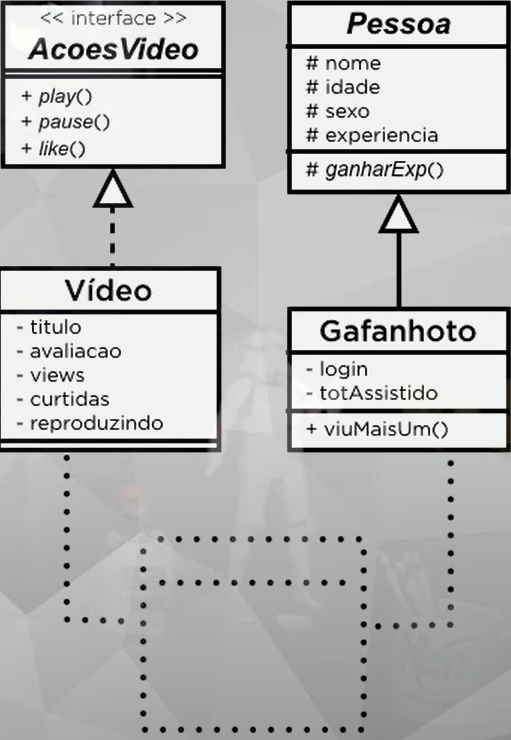 << interface >>
AcoesVideo
+ play()
+ pause()
+ like()
Pessoa
# nome
# idade
# sexo
# experiencia
# ganharExp()
Vídeo
- titulo
- avaliacao
- views
- curtidas
- reproduzindo
Gafanhoto
- login
- totAssistido
+ viuMaisUm()